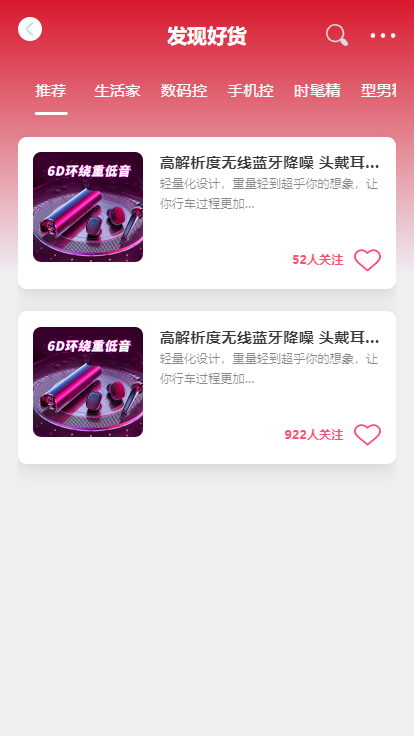 发现好货
推荐 生活家 数码控 手机控 时髦精 型男
6D环绕重低音
高解析度无线蓝牙降噪 头戴耳...
轻量化设计，重量轻到超乎你的想象，让
你行车过程更加...
52人关注
6D环绕重低音
高解析度无线蓝牙降噪 头戴耳...
轻量化设计，重量轻到超乎你的想象，让
你行车过程更加...
922人关注